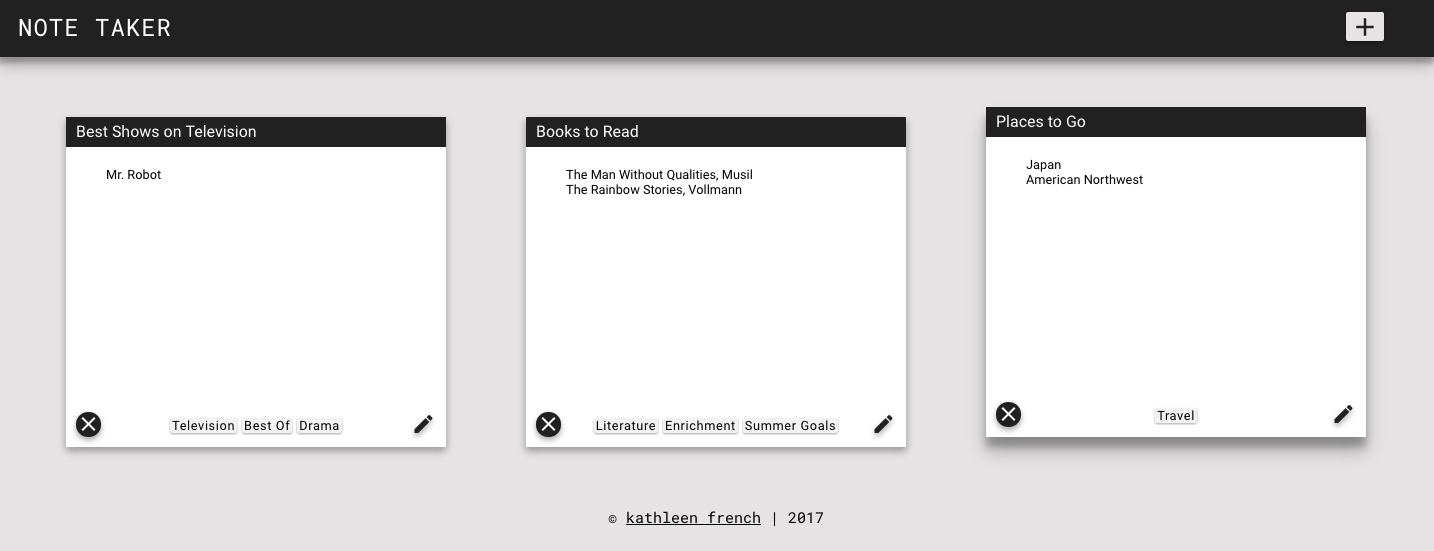 NOTE TAKER
Best Shows on Television
Mr. Robot
Television Best Of Drama
Books to Read
The Man Without Qualities, Musil
The Rainbow Stories, Vollmann
Literature Enrichment Summer Goals
Places to Go
Japan
American Northwest
Travel
© kathleen french | 2017